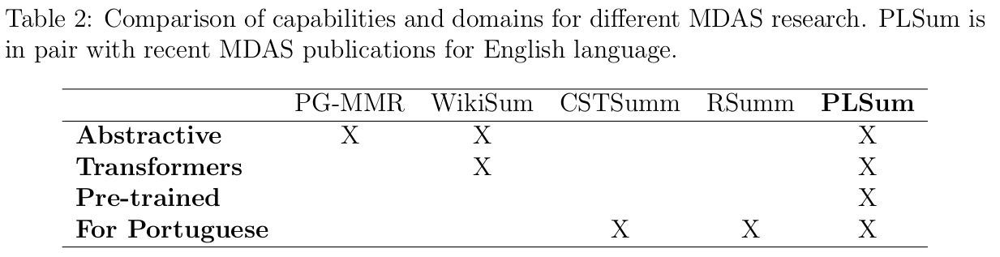 Table 2: Comparison of capabilities and domains for different MDAS research. PLSum is
in pair with recent MDAS publications for English language.
PG-MMR WikiSum CSTSumm RSumm PLSum
Abstractive X X X
Transformers X X
Pre-trained X
For Portuguese X X X